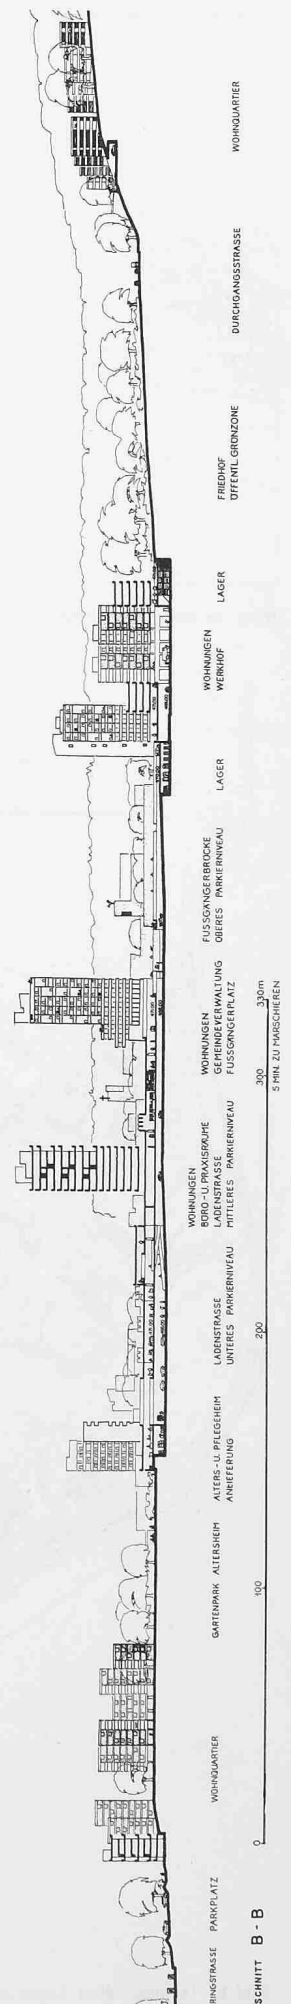 RINGSTRASSE
PARKPLATZ
WOHNQUARTIER
GARTENPARK ALTERSHEIM
ALTERS- U. PFLEGEHEIM
ANLIEFERUNG
LADENSTRASSE
UNTERES PARKIERNIVEAU
WOHNUNGEN
BÜRO- U. PRAXISRÄUME
LADENSTRASSE
MITTLERES PARKIERNIVEAU
WOHNUNGEN
GEMEINDEVERWALTUNG
FUSSGÄNGERPLATZ
FUSSGÄNGERBRÜCKE
OBERES PARKIERNIVEAU
LAGER
WOHNUNGEN
WERKHOF
LAGER
FRIEDHOF
ÖFFENTL. GRÜNZONE
DURCHGANGSSTRASSE
WOHNQUARTIER
0 100 200 300 330m
5 MIN. ZU MARSCHIEREN
SCHNITT B - B